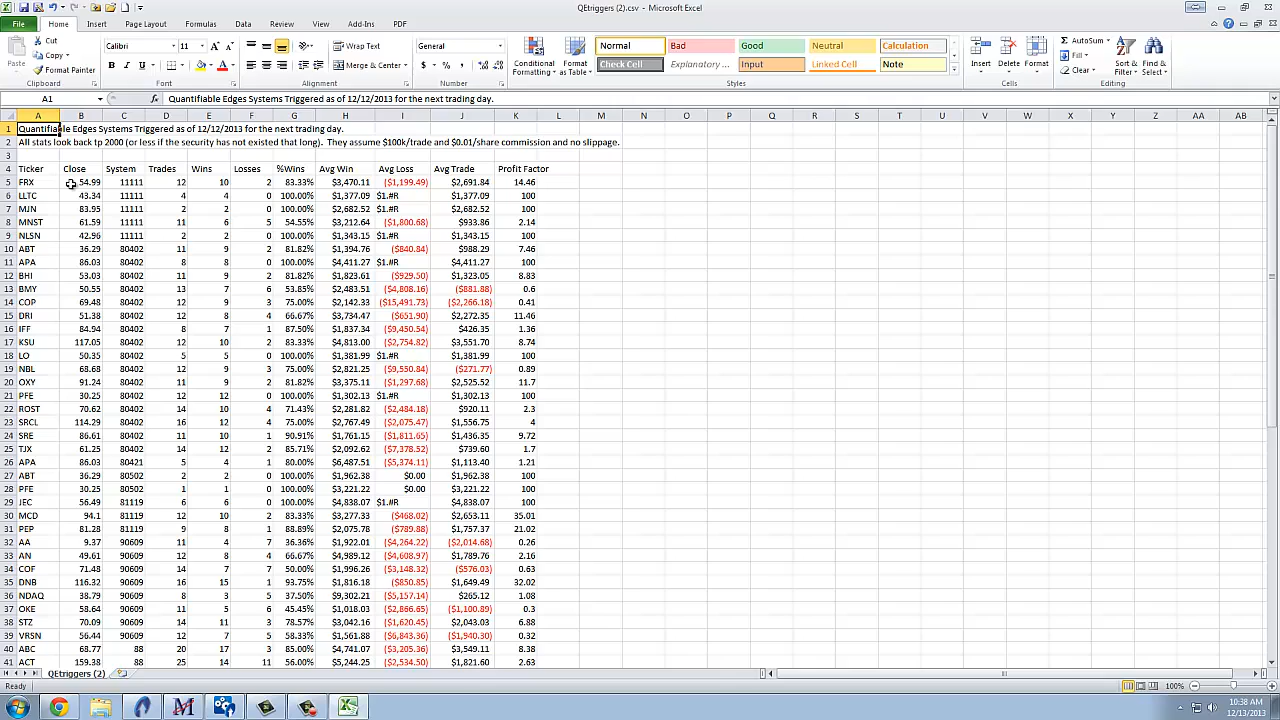 QEtriggers (2).csv - Microsoft Excel
File Home Insert Page Layout Formulas Data Review View Add-Ins PDF
Cut
Copy
Format Painter
Paste
Clipboard
Calibri 11
B I U
Font
Wrap Text
Merge & Center
Alignment
General
$ % ,
Number
Conditional Formatting
Format as Table
Normal Bad Good Neutral Calculation
Check Cell Explanatory ... Input Linked Cell Note
Styles
Insert Delete Format
Cells
AutoSum
Fill
Clear
Sort & Filter
Find & Select
Editing
A1 fx Quantifiable Edges Systems Triggered as of 12/12/2013 for the next trading day.
A B C D E F G H I J K L M N O P Q R S T U V W X Y Z AA AB
1 Quantifiable Edges Systems Triggered as of 12/12/2013 for the next trading day.
2 All stats look back tp 2000 (or less if the security has not existed that long). They assume $100k/trade and $0.01/share commission and no slippage.
3
4 Ticker Close System Trades Wins Losses %Wins Avg Win Avg Loss Avg Trade Profit Factor
5 FRX 54.99 11111 12 10 2 83.33% $3,470.11 ($1,199.49) $2,691.84 14.46
6 LLTC 43.34 11111 4 4 0 100.00% $1,377.09 $1.#R $1,377.09 100
7 MJN 83.95 11111 2 2 0 100.00% $2,682.52 $1.#R $2,682.52 100
8 MNST 61.59 11111 11 6 5 54.55% $3,212.64 ($1,800.68) $933.86 2.14
9 NLSN 42.96 11111 2 2 0 100.00% $1,343.15 $1.#R $1,343.15 100
10 ABT 36.29 80402 11 9 2 81.82% $1,394.76 ($840.84) $988.29 7.46
11 APA 86.03 80402 8 8 0 100.00% $4,411.27 $1.#R $4,411.27 100
12 BHI 53.03 80402 11 9 2 81.82% $1,823.61 ($929.50) $1,323.05 8.83
13 BMY 50.55 80402 13 7 6 53.85% $2,483.51 ($4,808.16) ($881.88) 0.6
14 COP 69.48 80402 12 9 3 75.00% $2,142.33 ($15,491.73) ($2,266.18) 0.41
15 DRI 51.38 80402 12 8 4 66.67% $3,734.47 ($651.90) $2,272.35 11.46
16 IFF 84.94 80402 8 7 1 87.50% $1,837.34 ($9,450.54) $426.35 1.36
17 KSU 117.05 80402 12 10 2 83.33% $4,813.00 ($2,754.82) $3,551.70 8.74
18 LO 50.35 80402 5 5 0 100.00% $1,381.99 $1.#R $1,381.99 100
19 NBL 68.68 80402 12 9 3 75.00% $2,821.25 ($9,550.84) ($271.77) 0.89
20 OXY 91.24 80402 11 9 2 81.82% $3,375.11 ($1,297.68) $2,525.52 11.7
21 PFE 30.25 80402 12 12 0 100.00% $1,302.13 $1.#R $1,302.13 100
22 ROST 70.62 80402 14 10 4 71.43% $2,281.82 ($2,484.18) $920.11 2.3
23 SRCL 114.29 80402 16 12 4 75.00% $2,767.49 ($2,075.47) $1,556.75 4
24 SRE 86.61 80402 11 10 1 90.91% $1,761.15 ($1,811.65) $1,436.35 9.72
25 TJX 61.25 80402 14 12 2 85.71% $2,092.62 ($7,378.52) $739.60 1.7
26 APA 86.03 80421 5 4 1 80.00% $6,487.51 ($5,374.11) $1,113.40 1.21
27 ABT 36.29 80502 2 2 0 100.00% $1,962.38 $0.00 $1,962.38 100
28 PFE 30.25 80502 1 1 0 100.00% $3,221.22 $0.00 $3,221.22 100
29 JEC 56.49 81119 6 6 0 100.00% $4,838.07 $1.#R $4,838.07 100
30 MCD 94.1 81119 12 10 2 83.33% $3,277.33 ($468.02) $2,653.11 35.01
31 PEP 81.28 81119 9 8 1 88.89% $2,075.78 ($789.88) $1,757.37 21.02
32 AA 9.37 90609 11 4 7 36.36% $1,922.01 ($4,264.22) ($2,014.68) 0.26
33 AN 49.61 90609 12 8 4 66.67% $4,989.12 ($4,608.97) $1,789.76 2.16
34 COF 71.48 90609 14 7 7 50.00% $1,996.26 ($3,148.32) ($576.03) 0.63
35 DNB 116.32 90609 16 15 1 93.75% $1,816.18 ($850.85) $1,649.49 32.02
36 NDAQ 38.79 90609 8 3 5 37.50% $9,302.21 ($5,157.14) $265.12 1.08
37 OKE 58.64 90609 11 5 6 45.45% $1,018.03 ($2,866.65) ($1,100.89) 0.3
38 STZ 70.09 90609 14 11 3 78.57% $3,042.16 ($1,620.45) $2,043.03 6.88
39 VRSN 56.44 90609 12 7 5 58.33% $1,561.88 ($6,843.36) ($1,940.30) 0.32
40 ABC 68.77 88 20 17 3 85.00% $4,741.07 ($3,205.36) $3,549.11 8.38
41 ACT 159.38 88 25 14 11 56.00% $5,244.25 ($2,534.50) $1,821.60 2.63
QEtriggers (2)
Ready 100%
10:38 AM
12/13/2013